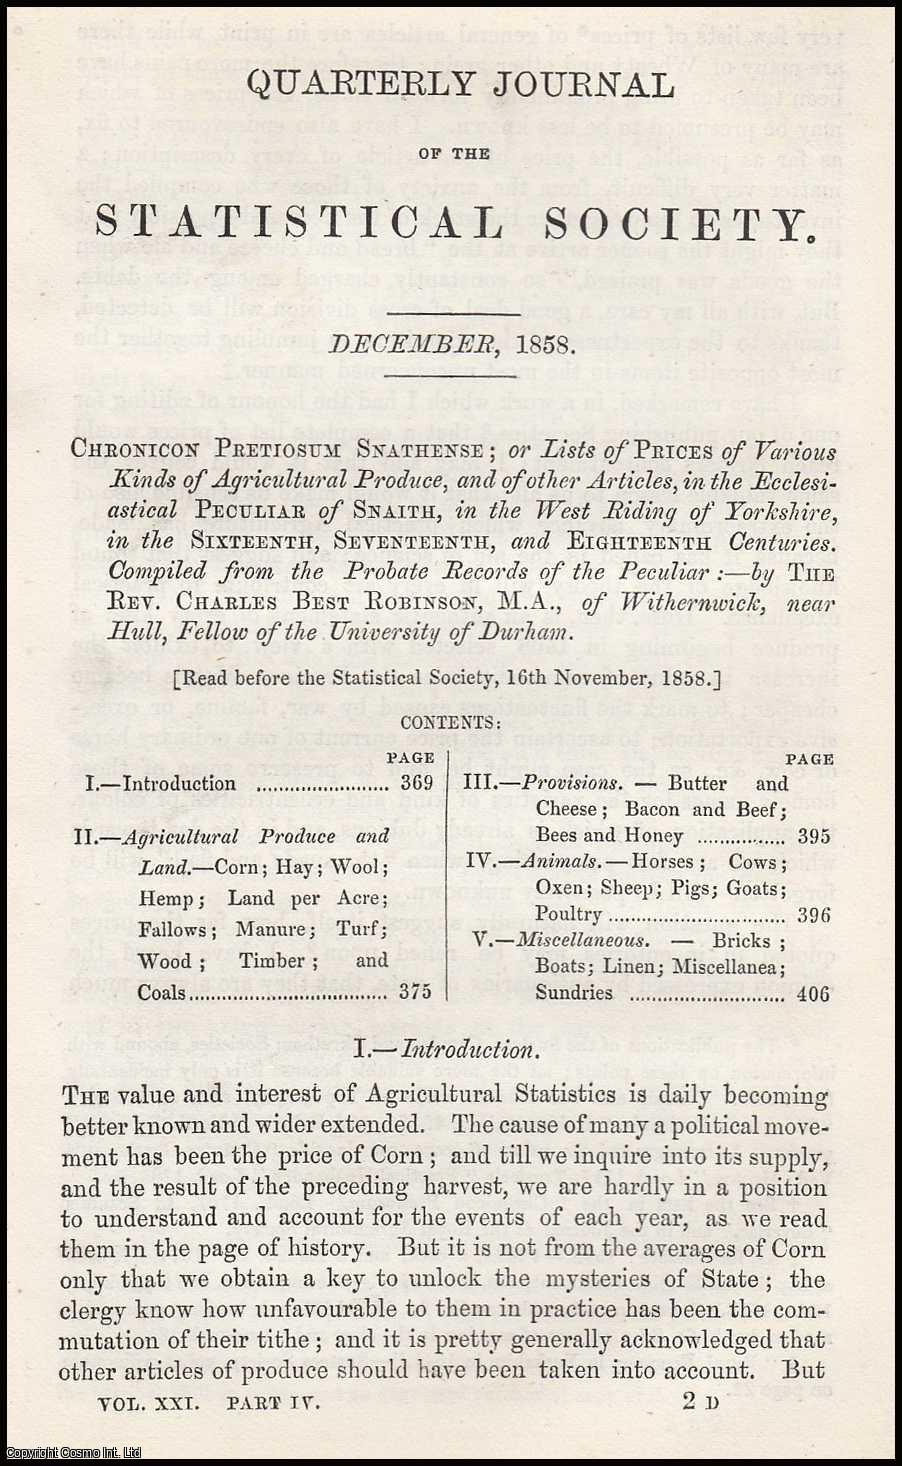 QUARTERLY JOURNAL
OF THE
STATISTICAL SOCIETY.
DECEMBER, 1858.
CHRONICON PRETIOSUM SNATHENSE; or Lists of PRICES of Various
Kinds of Agricultural Produce, and of other Articles, in the Ecclesi-
astical PECULIAR of SNAITH, in the West Riding of Yorkshire,
in the SIXTEENTH, SEVENTEENTH, and EIGHTEENTH Centuries.
Compiled from the Probate Records of the Peculiar:—by THE
REV. CHARLES BEST ROBINSON, M.A., of Withernwick, near
Hull, Fellow of the University of Durham.
[Read before the Statistical Society, 16th November, 1858.]
CONTENTS:
PAGE
I.—Introduction ........................ 369
II.—Agricultural Produce and
Land.—Corn; Hay; Wool;
Hemp; Land per Acre;
Fallows; Manure; Turf;
Wood; Timber; and
Coals.................................... 375
PAGE
III.—Provisions. — Butter and
Cheese; Bacon and Beef;
Bees and Honey ................ 395
IV.—Animals.—Horses; Cows;
Oxen; Sheep; Pigs; Goats;
Poultry ................................ 396
V.—Miscellaneous. — Bricks;
Boats; Linen; Miscellanea;
Sundries ............................ 406
I.—Introduction.
THE value and interest of Agricultural Statistics is daily becoming
better known and wider extended. The cause of many a political move-
ment has been the price of Corn; and till we inquire into its supply,
and the result of the preceding harvest, we are hardly in a position
to understand and account for the events of each year, as we read
them in the page of history. But it is not from the averages of Corn
only that we obtain a key to unlock the mysteries of State; the
clergy know how unfavourable to them in practice has been the com-
mutation of their tithe; and it is pretty generally acknowledged that
other articles of produce should have been taken into account. But
VOL. XXI. PART IV. 2 D
Copyright Cosmo Int. Ltd